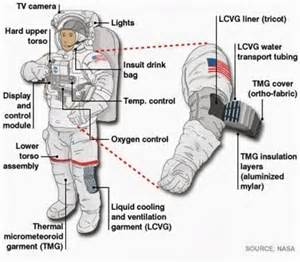 TV camera
Lights
Hard upper
torso
Insuit drink
bag
Display
and
control
module
Temp. control
Oxygen control
Lower
torso
assembly
Thermal
micrometeoroid
garment (TMG)
Liquid cooling
and ventilation
garment (LCVG)
LCVG liner (tricot)
LCVG water
transport tubing
TMG cover
(ortho-fabric)
TMG insulation
layers
(aluminized
mylar)
SOURCE, NASA